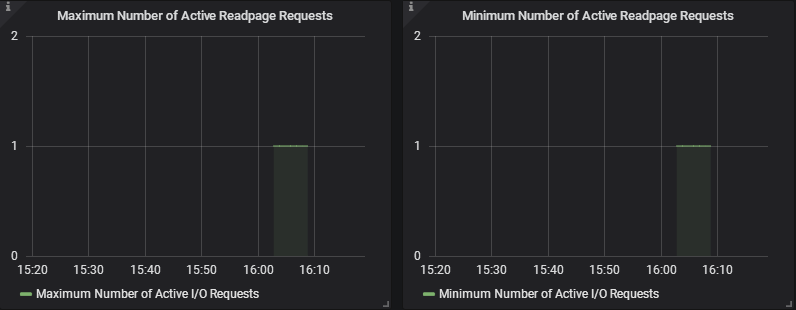 Maximum Number of Active Readpage Requests
2
1
0
15:20 15:30 15:40 15:50 16:00 16:10
Maximum Number of Active I/O Requests
Minimum Number of Active Readpage Requests
2
1
0
15:20 15:30 15:40 15:50 16:00 16:10
Minimum Number of Active I/O Requests